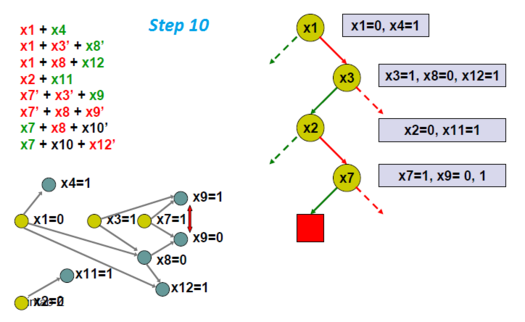 Step 10
x1 + x4
x1 + x3’ + x8’
x1 + x8 + x12
x2 + x11
x7’ + x3’ + x9
x7’ + x8 + x9’
x7 + x8 + x10’
x7 + x10 + x12’
x1
x1=0, x4=1
x3
x3=1, x8=0, x12=1
x2
x2=0, x11=1
x7
x7=1, x9= 0, 1
x4=1
x9=1
x1=0
x3=1
x7=1
x9=0
x8=0
x11=1
x12=1
x2=0